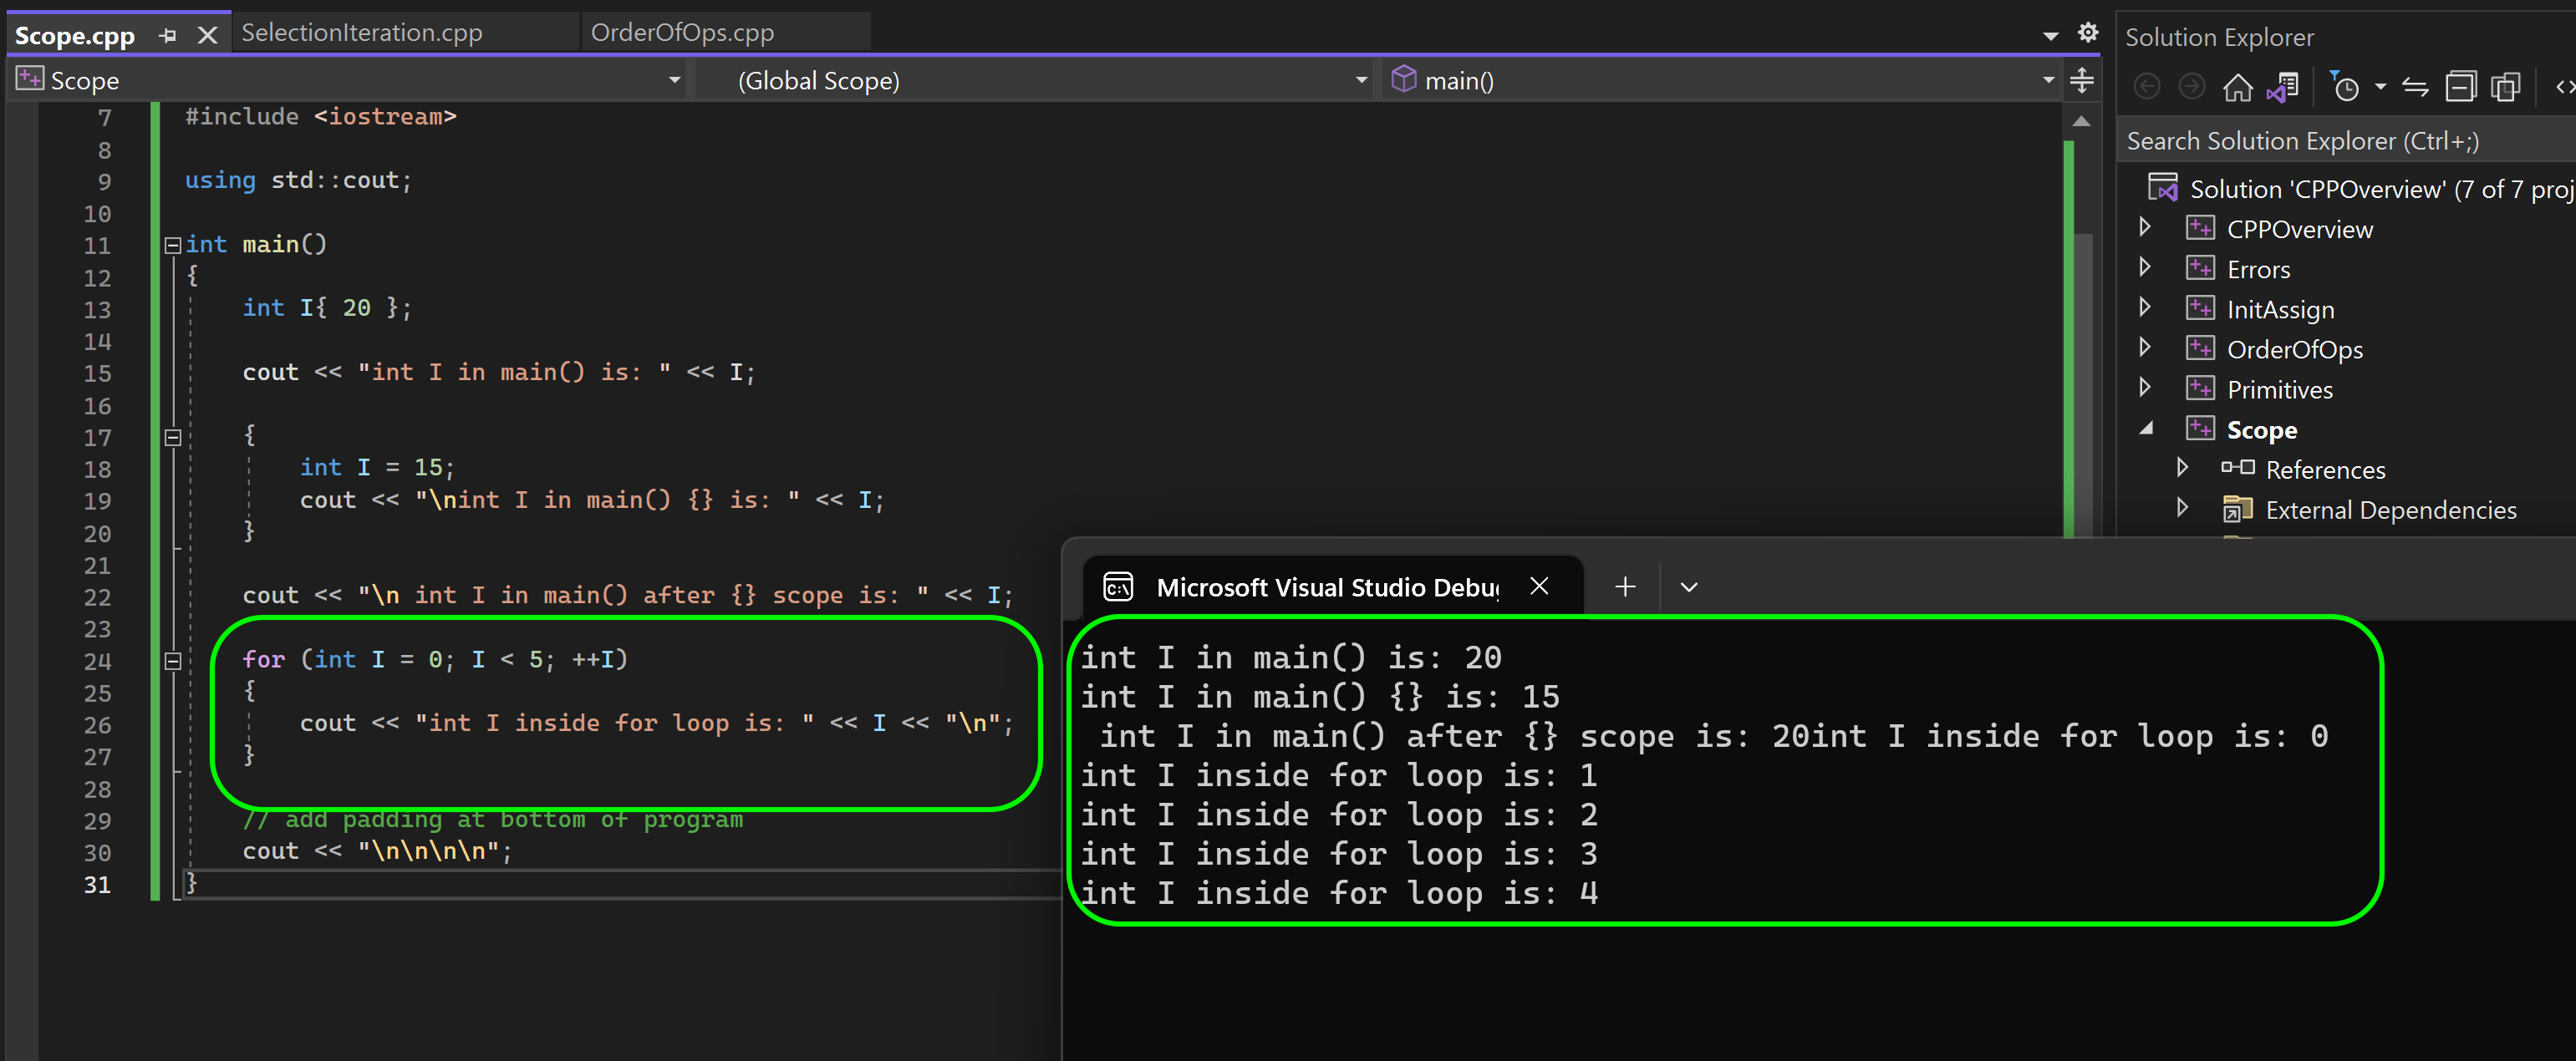 Scope.cpp
SelectionIteration.cpp
OrderOfOps.cpp
Scope
(Global Scope)
main()
7 #include <iostream>
8
9 using std::cout;
10
11 int main()
12 {
13 int I{ 20 };
14
15 cout << "int I in main() is: " << I;
16
17 {
18 int I = 15;
19 cout << "\nint I in main() {} is: " << I;
20 }
21
22 cout << "\n int I in main() after {} scope is: " << I;
23
24 for (int I = 0; I < 5; ++I)
25 {
26 cout << "int I inside for loop is: " << I << "\n";
27 }
28
29 // add padding at bottom of program
30 cout << "\n\n\n\n";
31 }
Solution Explorer
Search Solution Explorer (Ctrl+;)
Solution 'CPPOverview' (7 of 7 proj
CPPOverview
Errors
InitAssign
OrderOfOps
Primitives
Scope
References
External Dependencies
Microsoft Visual Studio Debug
int I in main() is: 20
int I in main() {} is: 15
int I in main() after {} scope is: 20int I inside for loop is: 0
int I inside for loop is: 1
int I inside for loop is: 2
int I inside for loop is: 3
int I inside for loop is: 4